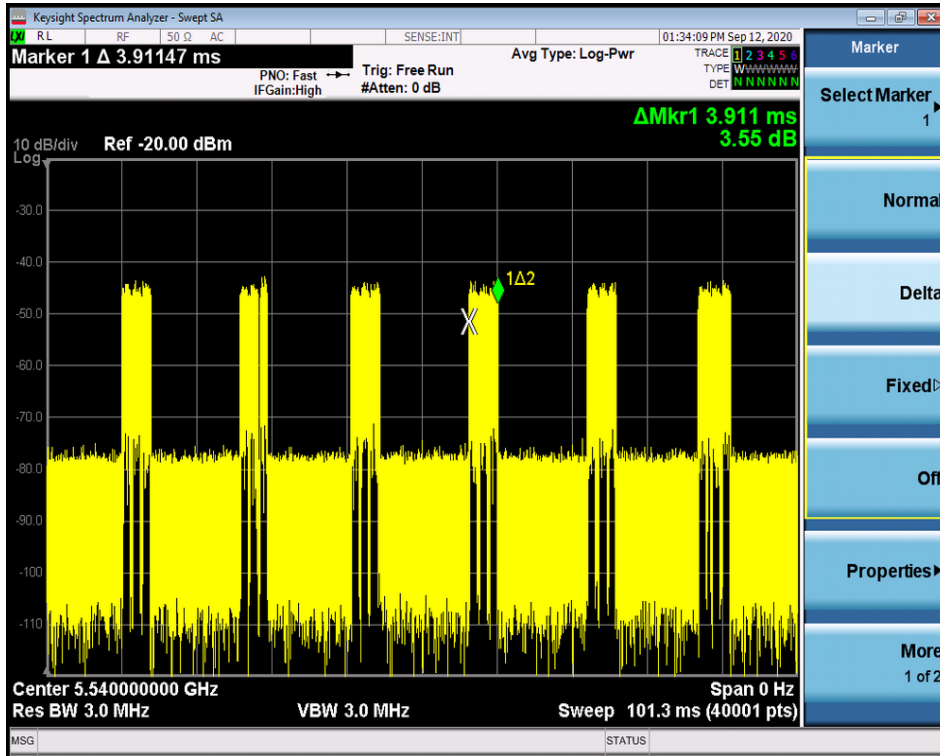 Keysight Spectrum Analyzer - Swept SA
LXI RL RF 50 Ω AC SENSE:INT 01:34:09 PM Sep 12, 2020
Marker 1 Δ 3.91147 ms
PNO: Fast
IFGain:High
Trig: Free Run
#Atten: 0 dB
Avg Type: Log-Pwr
TRACE 1 2 3 4 5 6
TYPE WWWWWW
DET N N N N N N
ΔMkr1 3.911 ms
3.55 dB
10 dB/div Ref -20.00 dBm
Log
-30.0
-40.0
1Δ2
-50.0
-60.0
-70.0
-80.0
-90.0
-100
-110
Center 5.540000000 GHz Span 0 Hz
Res BW 3.0 MHz VBW 3.0 MHz Sweep 101.3 ms (40001 pts)
MSG STATUS
Marker
Select Marker
1
Normal
Delta
Fixed
Off
Properties
More
1 of 2